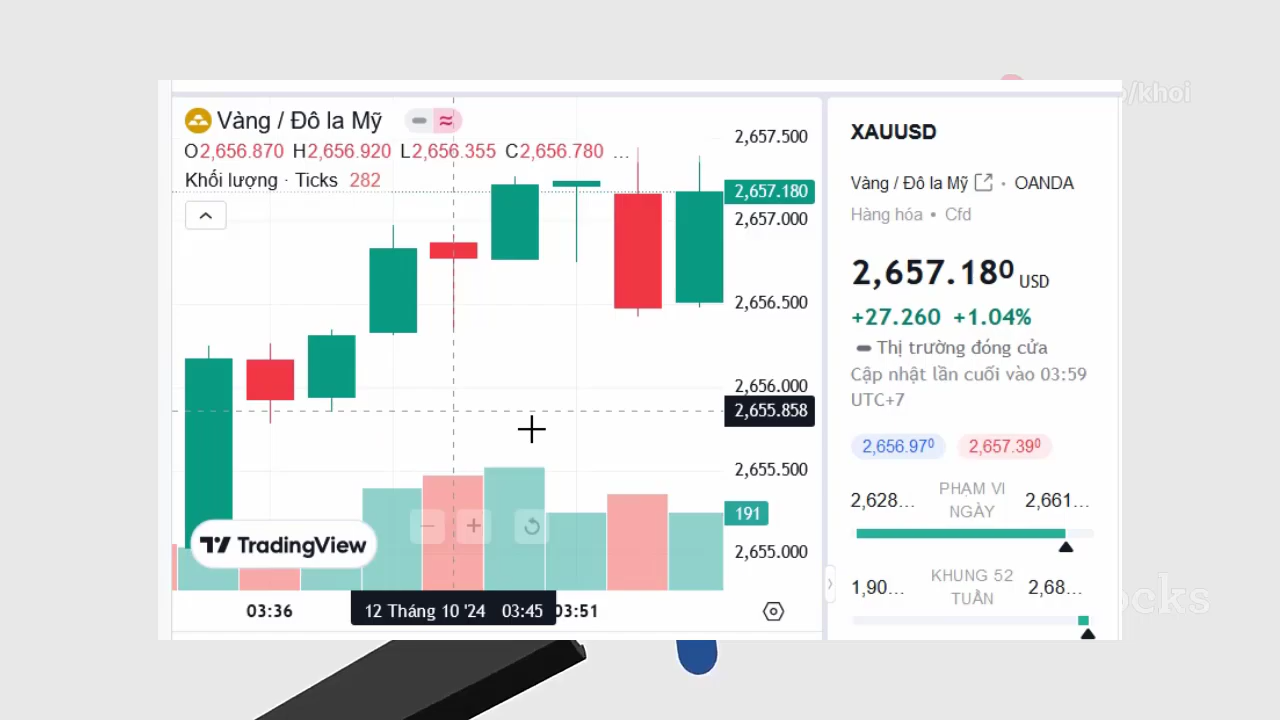 /khoi
Vàng / Đô la Mỹ
O2,656.870 H2,656.920 L2,656.355 C2,656.780 ...
Khối lượng · Ticks 282
2,657.500
2,657.180
2,657.000
2,656.500
2,656.000
2,655.858
2,655.500
191
2,655.000
TradingView
03:36
12 Tháng 10 '24 03:45
03:51
XAUUSD
Vàng / Đô la Mỹ · OANDA
Hàng hóa • Cfd
2,657.180 USD
+27.260 +1.04%
Thị trường đóng cửa
Cập nhật lần cuối vào 03:59
UTC+7
2,656.970 2,657.390
2,628... PHẠM VI NGÀY 2,661...
1,90... KHUNG 52 TUẦN 2,68...
ocks